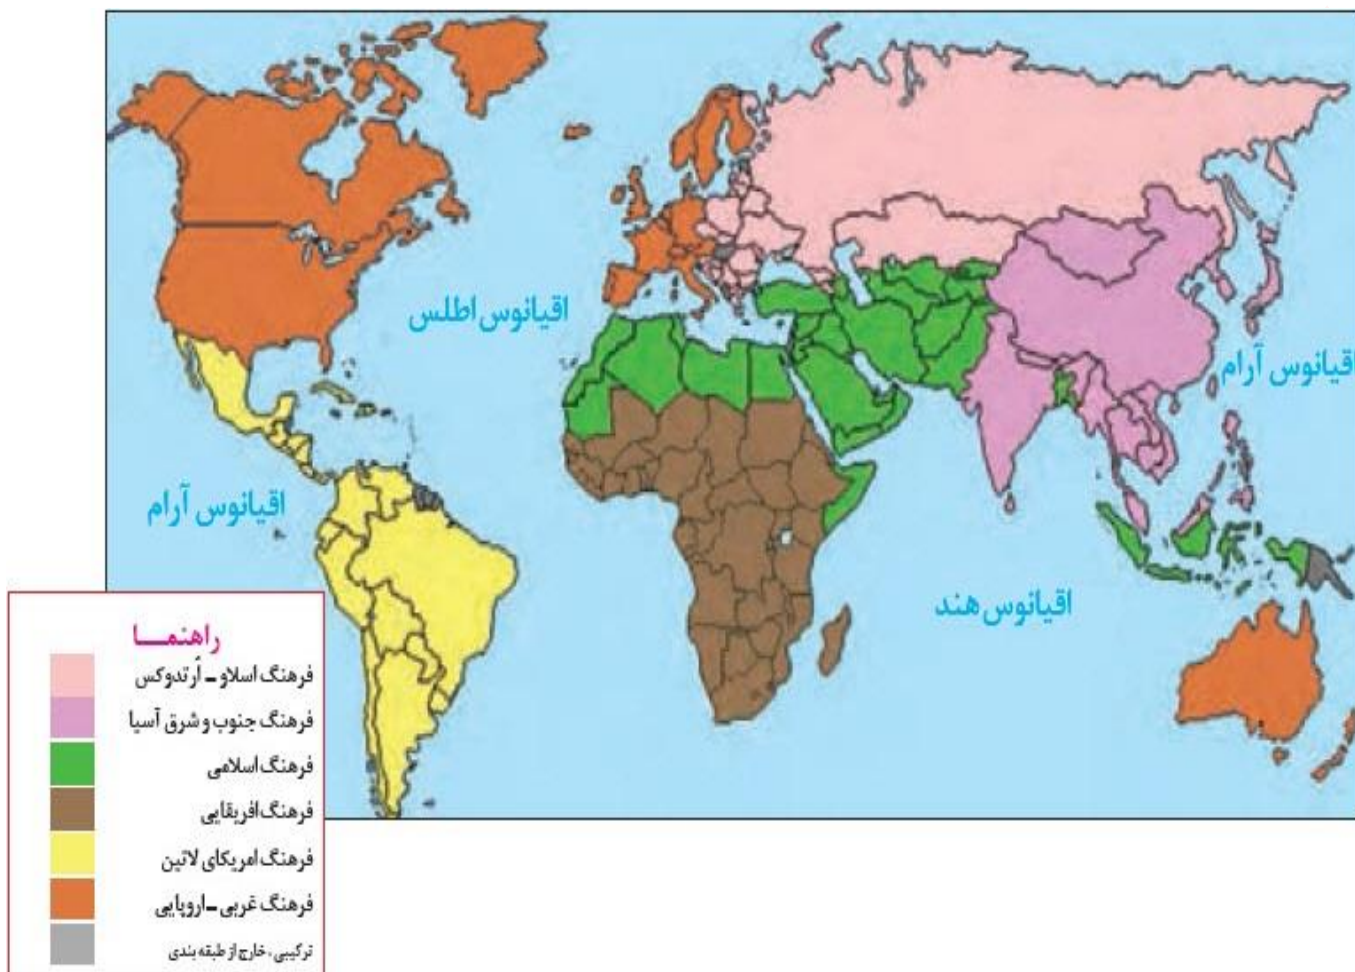 اقیانوس اطلس
اقیانوس آرام
اقیانوس آرام
اقیانوس هند
راهنمـــا
فرهنگ اسلاو ـ اُرتدوکس
فرهنگ جنوب و شرق آسیا
فرهنگ اسلامی
فرهنگ افریقایی
فرهنگ امریکای لاتین
فرهنگ غربی ـ اروپایی
ترکیبی، خارج از طبقه بندی